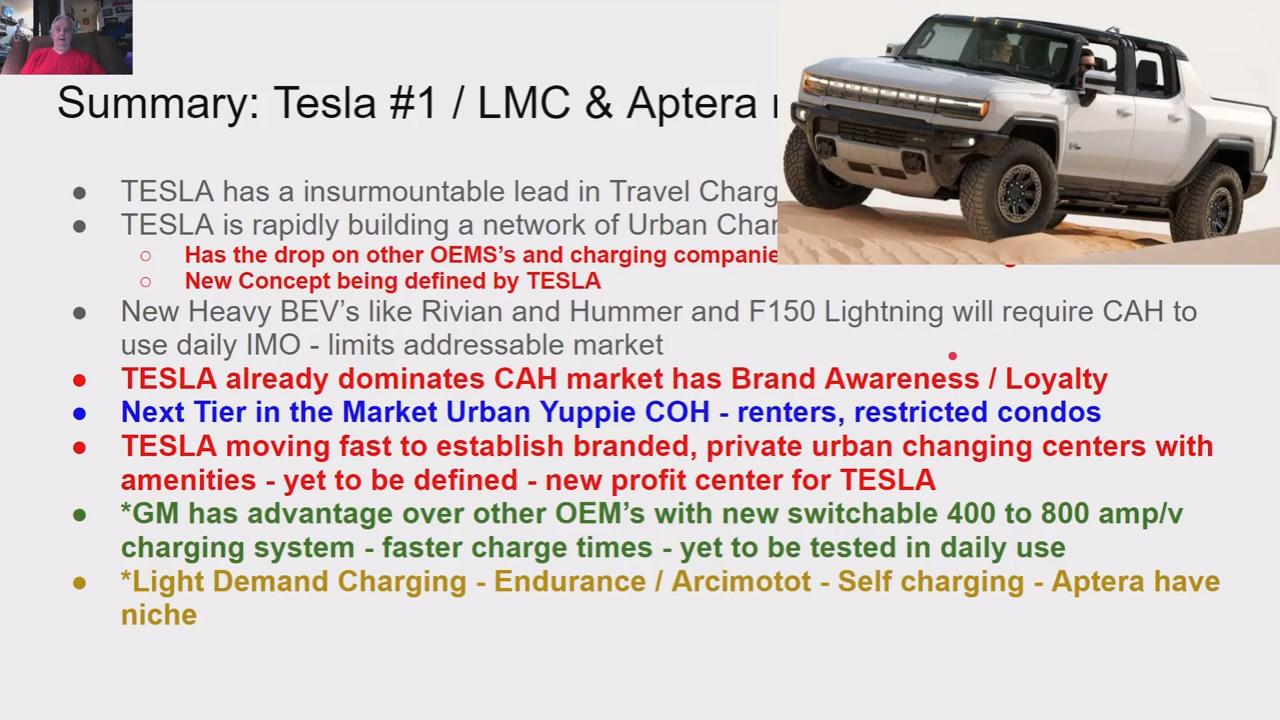 Summary: Tesla #1 / LMC & Aptera
● TESLA has a insurmountable lead in Travel Charg
● TESLA is rapidly building a network of Urban Char
○ Has the drop on other OEMS's and charging companie
○ New Concept being defined by TESLA
● New Heavy BEV's like Rivian and Hummer and F150 Lightning will require CAH to
use daily IMO - limits addressable market
● TESLA already dominates CAH market has Brand Awareness / Loyalty
● Next Tier in the Market Urban Yuppie COH - renters, restricted condos
● TESLA moving fast to establish branded, private urban changing centers with
amenities - yet to be defined - new profit center for TESLA
● *GM has advantage over other OEM's with new switchable 400 to 800 amp/v
charging system - faster charge times - yet to be tested in daily use
● *Light Demand Charging - Endurance / Arcimotot - Self charging - Aptera have
niche